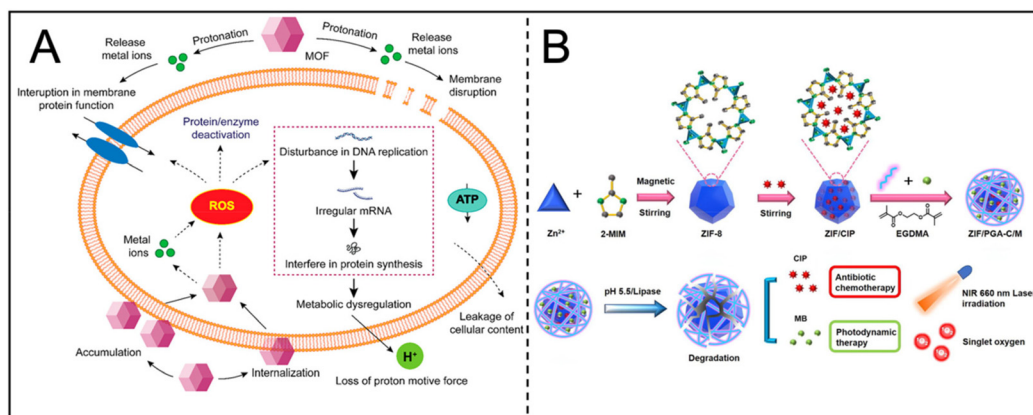 A
Release
metal ions
Protonation
MOF
Protonation
Release
metal ions
Interuption in membrane
protein function
Membrane
disruption
Protein/enzyme
deactivation
Disturbance in DNA replication
Irregular mRNA
Interfere in protein synthesis
Metabolic dysregulation
ROS
ATP
Metal
ions
Leakage of
cellular content
Accumulation
Internalization
H+
Loss of proton motive force
B
Zn2+
+
2-MIM
Magnetic
Stirring
ZIF-8
Stirring
ZIF/CIP
+
EGDMA
ZIF/PGA-C/M
pH 5.5/Lipase
Degradation
CIP
Antibiotic
chemotherapy
MB
Photodynamic
therapy
NIR 660 nm Laser
irradiation
Singlet oxygen